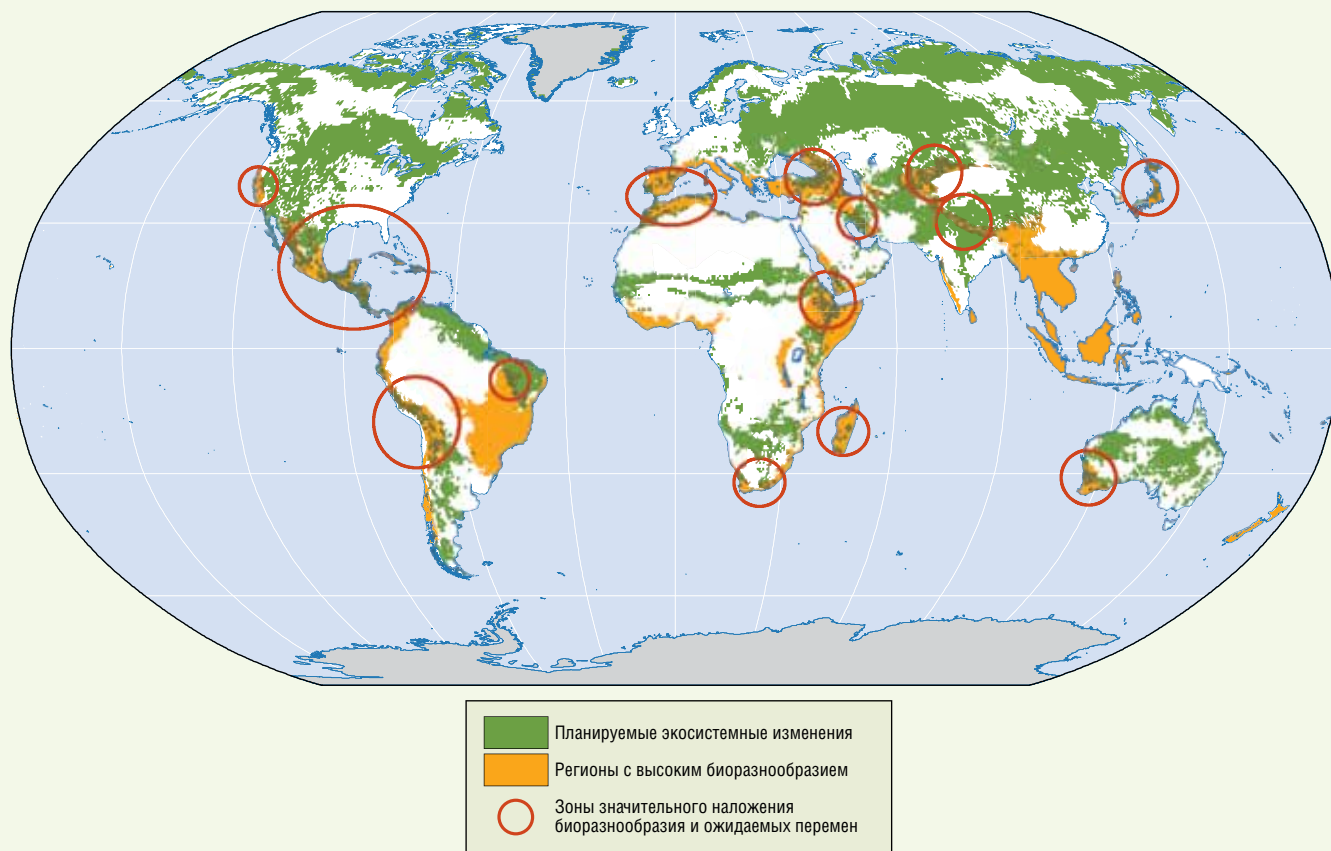 Планируемые экосистемные изменения
Регионы с высоким биоразнообразием
Зоны значительного наложения
биоразнообразия и ожидаемых перемен